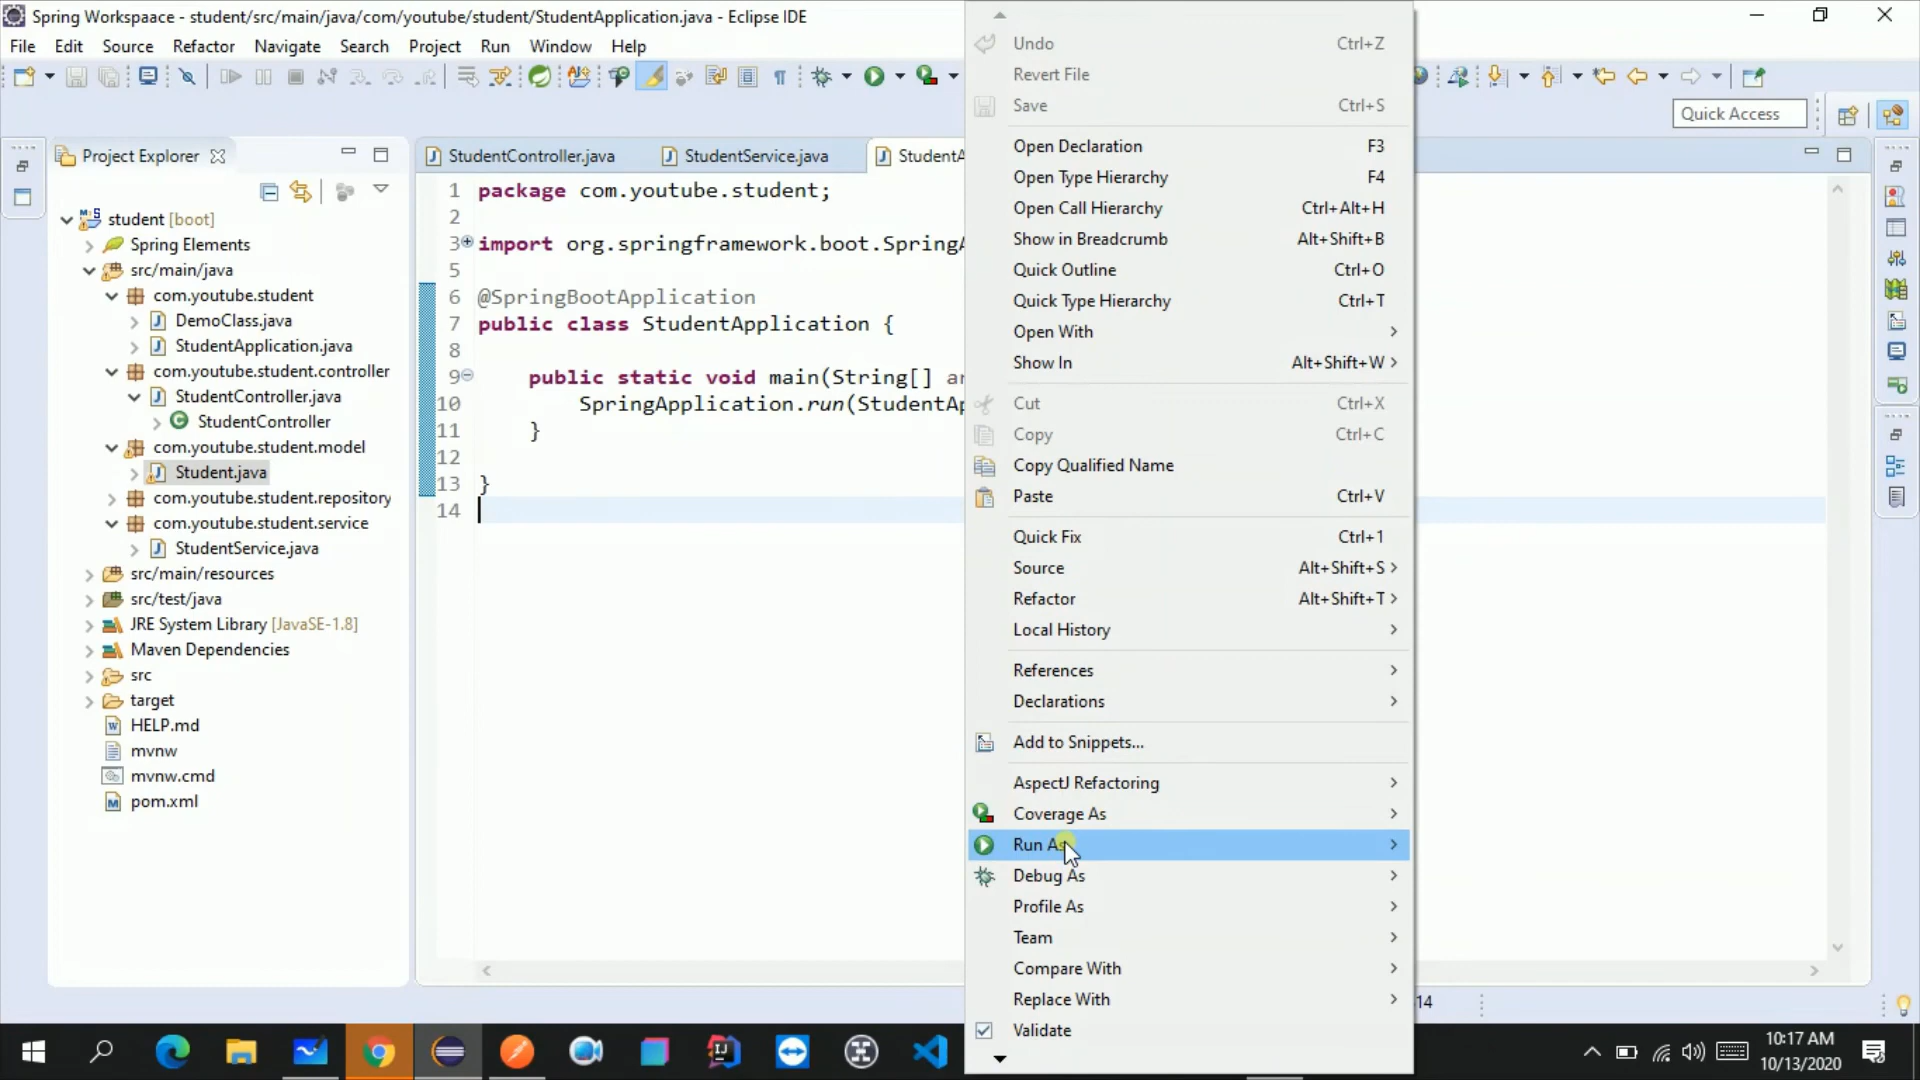 Spring Workspaace - student/src/main/java/com/youtube/student/StudentApplication.java - Eclipse IDE
File Edit Source Refactor Navigate Search Project Run Window Help
Quick Access
Project Explorer
student [boot]
Spring Elements
src/main/java
com.youtube.student
DemoClass.java
StudentApplication.java
com.youtube.student.controller
StudentController.java
StudentController
com.youtube.student.model
Student.java
com.youtube.student.repository
com.youtube.student.service
StudentService.java
src/main/resources
src/test/java
JRE System Library [JavaSE-1.8]
Maven Dependencies
src
target
HELP.md
mvnw
mvnw.cmd
pom.xml
StudentController.java StudentService.java StudentA
1 package com.youtube.student;
2
3 import org.springframework.boot.SpringA
5
6 @SpringBootApplication
7 public class StudentApplication {
8
9 public static void main(String[] ar
10 SpringApplication.run(StudentAp
11 }
12
13 }
14
Undo Ctrl+Z
Revert File
Save Ctrl+S
Open Declaration F3
Open Type Hierarchy F4
Open Call Hierarchy Ctrl+Alt+H
Show in Breadcrumb Alt+Shift+B
Quick Outline Ctrl+O
Quick Type Hierarchy Ctrl+T
Open With
Show In Alt+Shift+W
Cut Ctrl+X
Copy Ctrl+C
Copy Qualified Name
Paste Ctrl+V
Quick Fix Ctrl+1
Source Alt+Shift+S
Refactor Alt+Shift+T
Local History
References
Declarations
Add to Snippets...
AspectJ Refactoring
Coverage As
Run As
Debug As
Profile As
Team
Compare With
Replace With
Validate
14
10:17 AM
10/13/2020